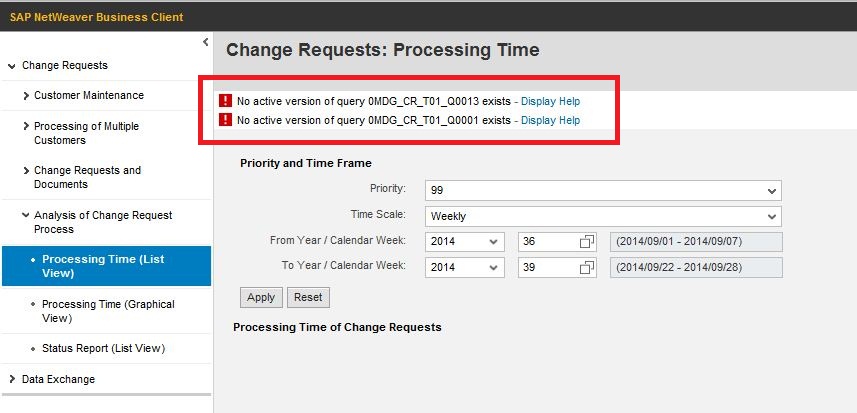 SAP NetWeaver Business Client
Change Requests
Customer Maintenance
Processing of Multiple
Customers
Change Requests and
Documents
Analysis of Change Request
Process
Processing Time (List
View)
Processing Time (Graphical
View)
Status Report (List View)
Data Exchange
Change Requests: Processing Time
No active version of query 0MDG_CR_T01_Q0013 exists - Display Help
No active version of query 0MDG_CR_T01_Q0001 exists - Display Help
Priority and Time Frame
Priority: 99
Time Scale: Weekly
From Year / Calendar Week: 2014 36 (2014/09/01 - 2014/09/07)
To Year / Calendar Week: 2014 39 (2014/09/22 - 2014/09/28)
Apply Reset
Processing Time of Change Requests